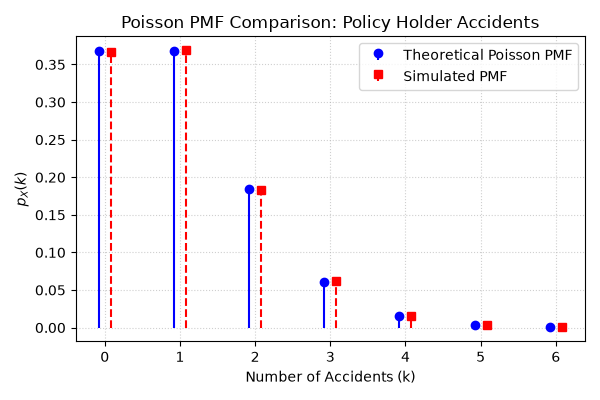 Poisson PMF Comparison: Policy Holder Accidents
Theoretical Poisson PMF
Simulated PMF
0.35
0.30
0.25
0.20
0.15
0.10
0.05
0.00
p_X(k)
0 1 2 3 4 5 6
Number of Accidents (k)